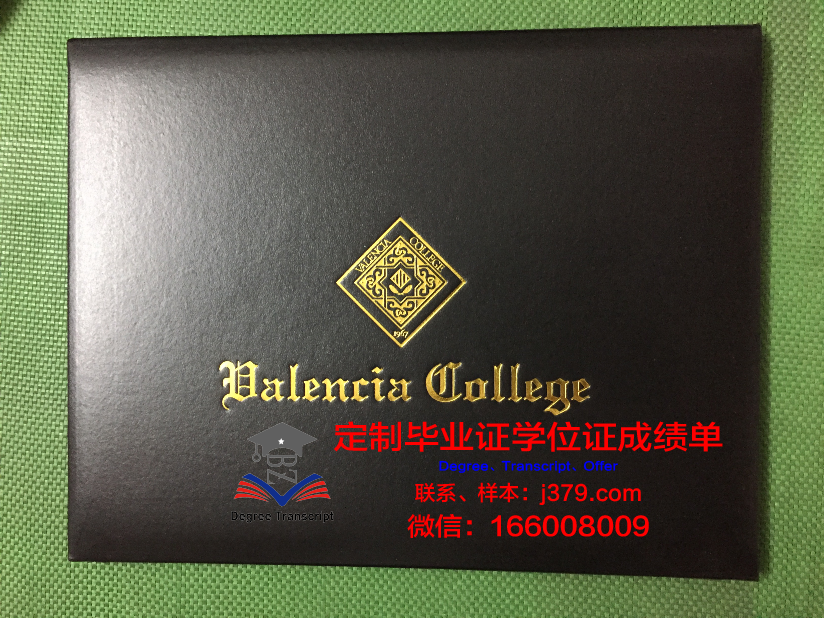 VALENCIA COLLEGE
1967
Valencia College
定制毕业证学位证成绩单
Degree、Transcript、Offer
联系、样本：j379.com
微信：166008009
Degree Transcript